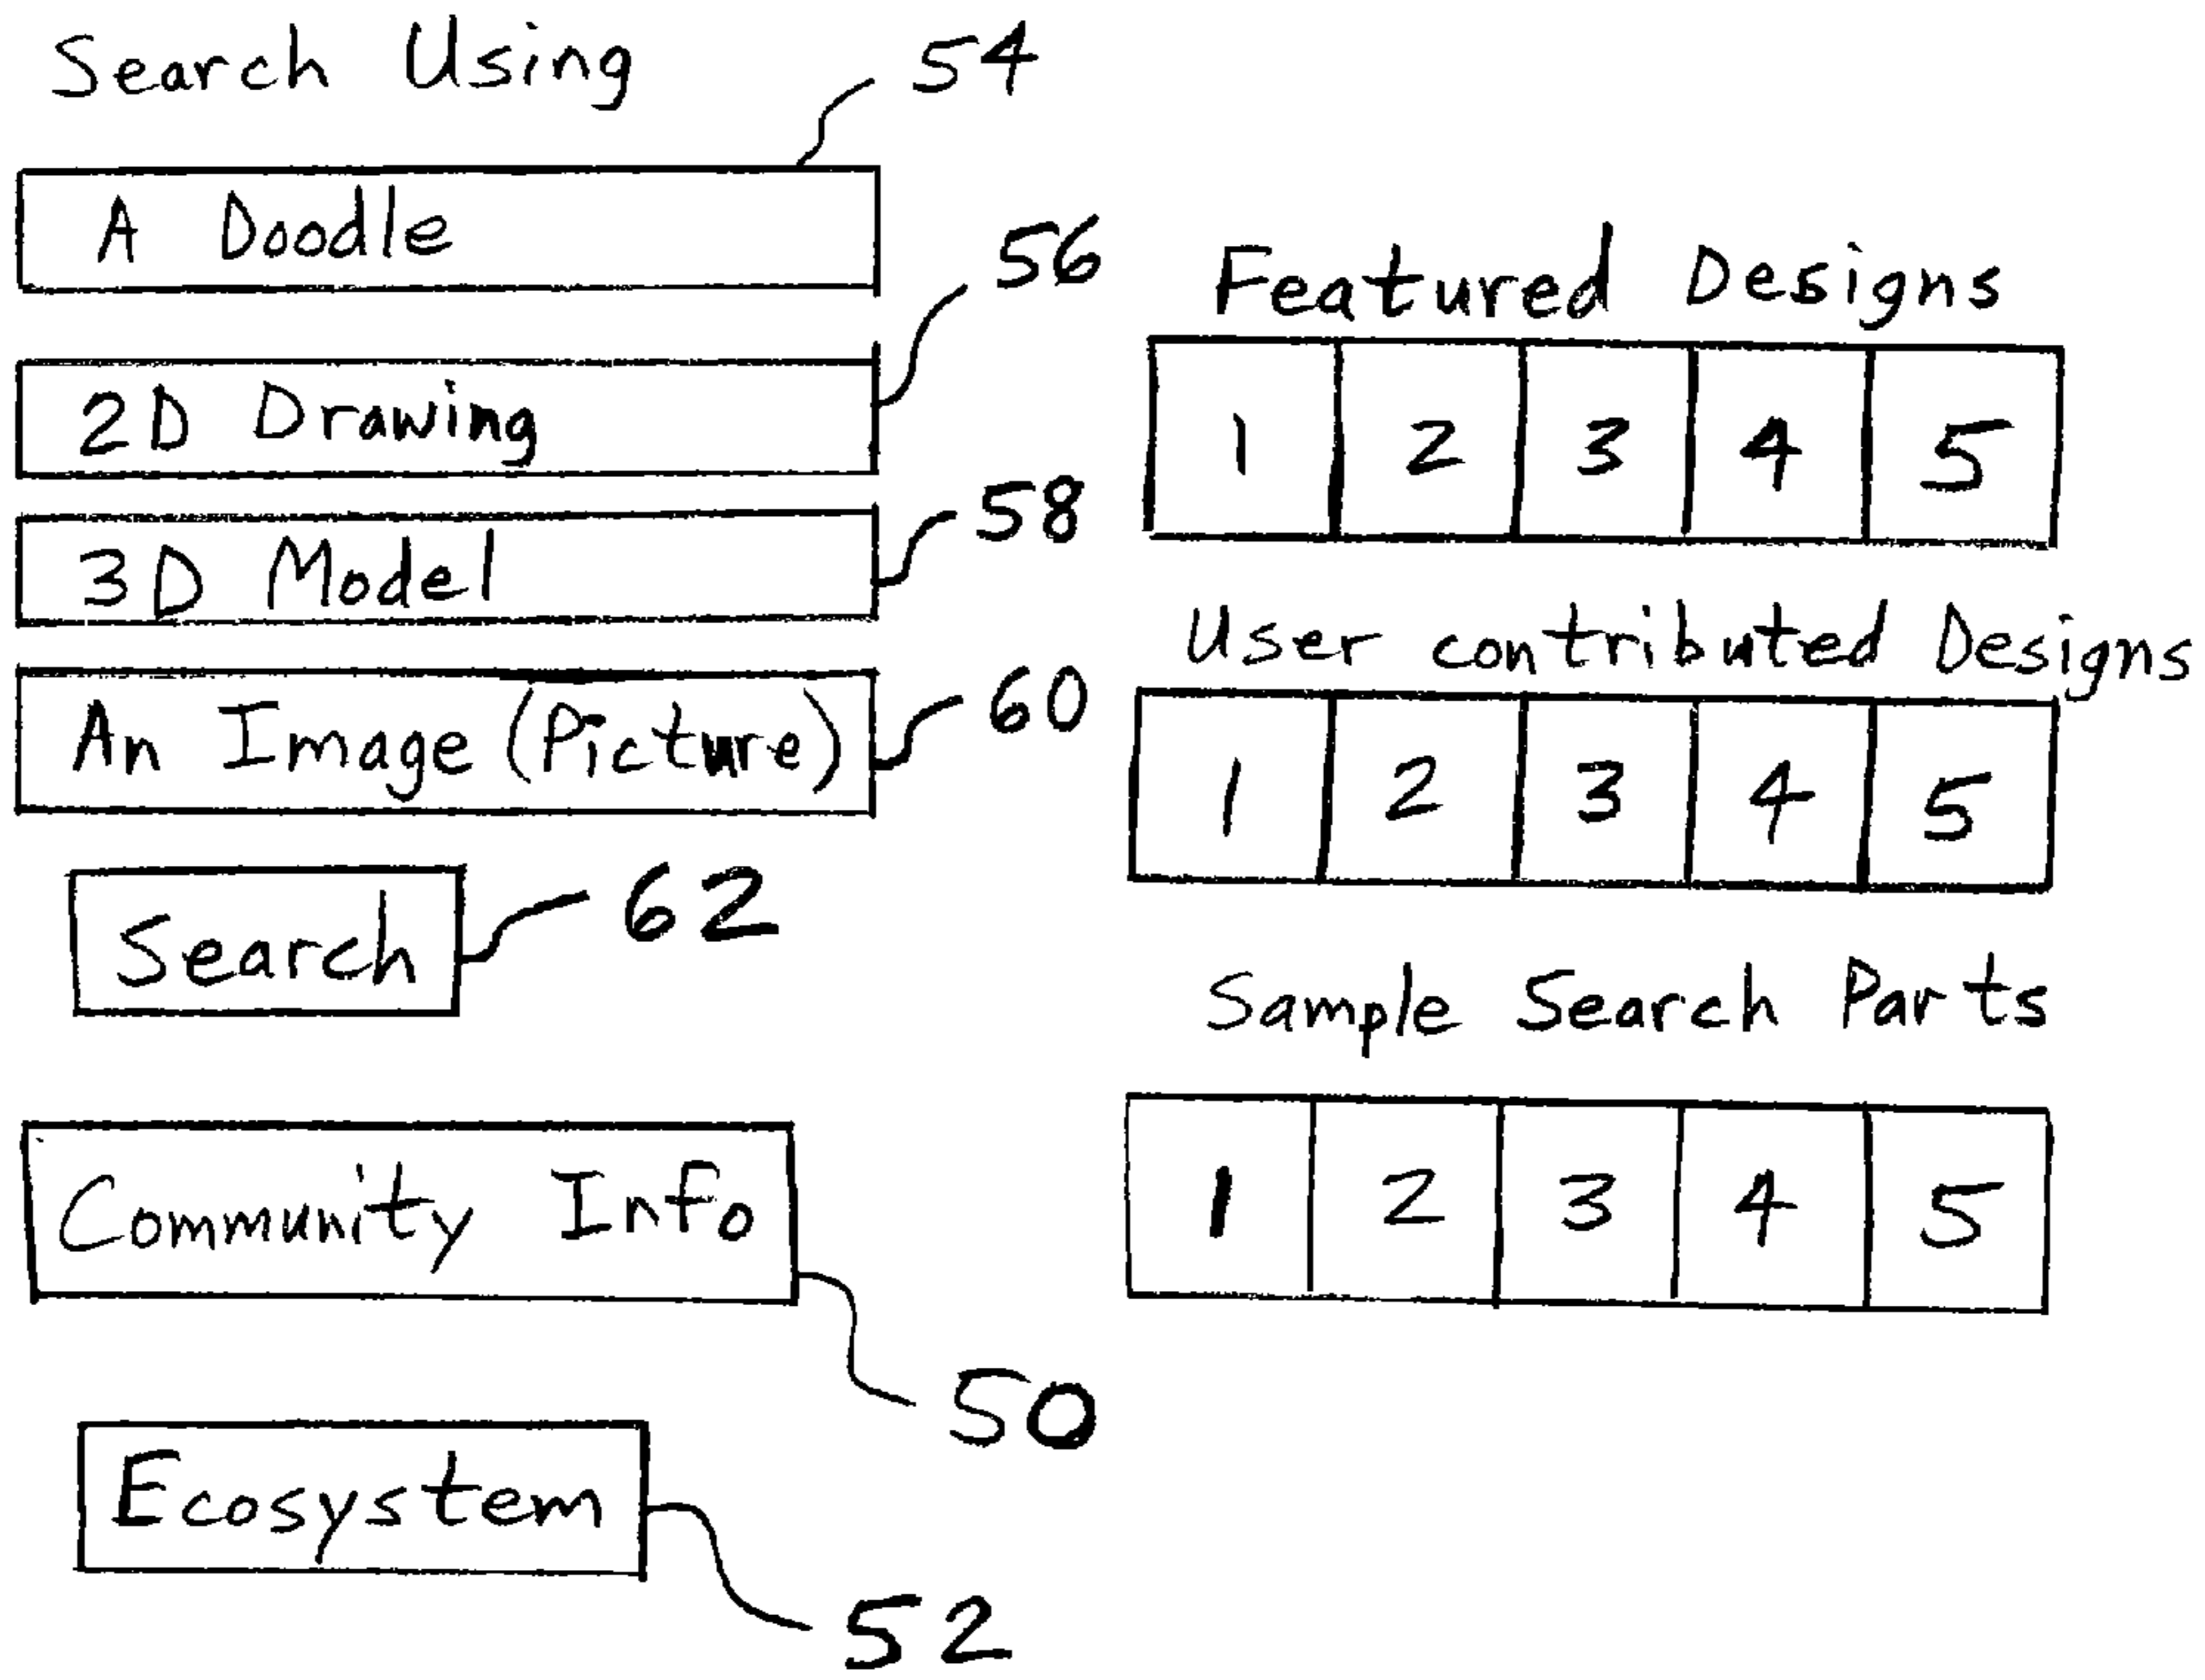 Search Using
54
A Doodle
56
2D Drawing
58
3D Model
60
An Image (Picture)
62
Search
Community Info
50
Ecosystem
52
Featured Designs
1 2 3 4 5
User contributed Designs
1 2 3 4 5
Sample Search Parts
1 2 3 4 5